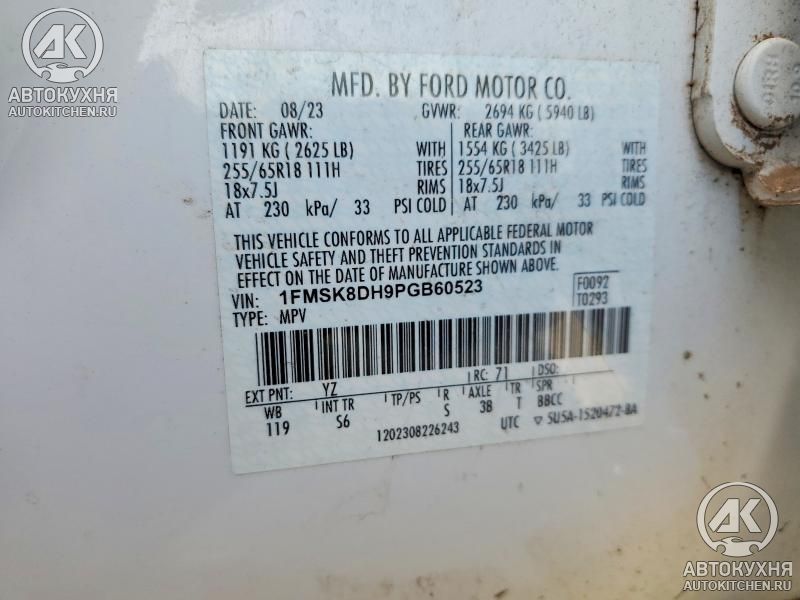 АК
АВТОКУХНЯ
AUTOKITCHEN.RU
MFD. BY FORD MOTOR CO.
DATE: 08/23 GVWR: 2694 KG ( 5940 LB)
FRONT GAWR: REAR GAWR:
1191 KG ( 2625 LB) WITH 1554 KG ( 3425 LB) WITH
255/65R18 111H TIRES 255/65R18 111H TIRES
18x7.5J RIMS 18x7.5J RIMS
AT 230 kPa/ 33 PSI COLD AT 230 kPa/ 33 PSI COLD
THIS VEHICLE CONFORMS TO ALL APPLICABLE FEDERAL MOTOR
VEHICLE SAFETY AND THEFT PREVENTION STANDARDS IN
EFFECT ON THE DATE OF MANUFACTURE SHOWN ABOVE.
VIN: 1FMSK8DH9PGB60523 F0092
TYPE: MPV T0293
EXT PNT: YZ RC: 71 DSO:
WB INT TR TP/PS R AXLE TR SPR
119 S6 S 3B T BBCC
1202308226243 UTC ▽ 5U5A-1520472-BA
АК
АВТОКУХНЯ
AUTOKITCHEN.RU